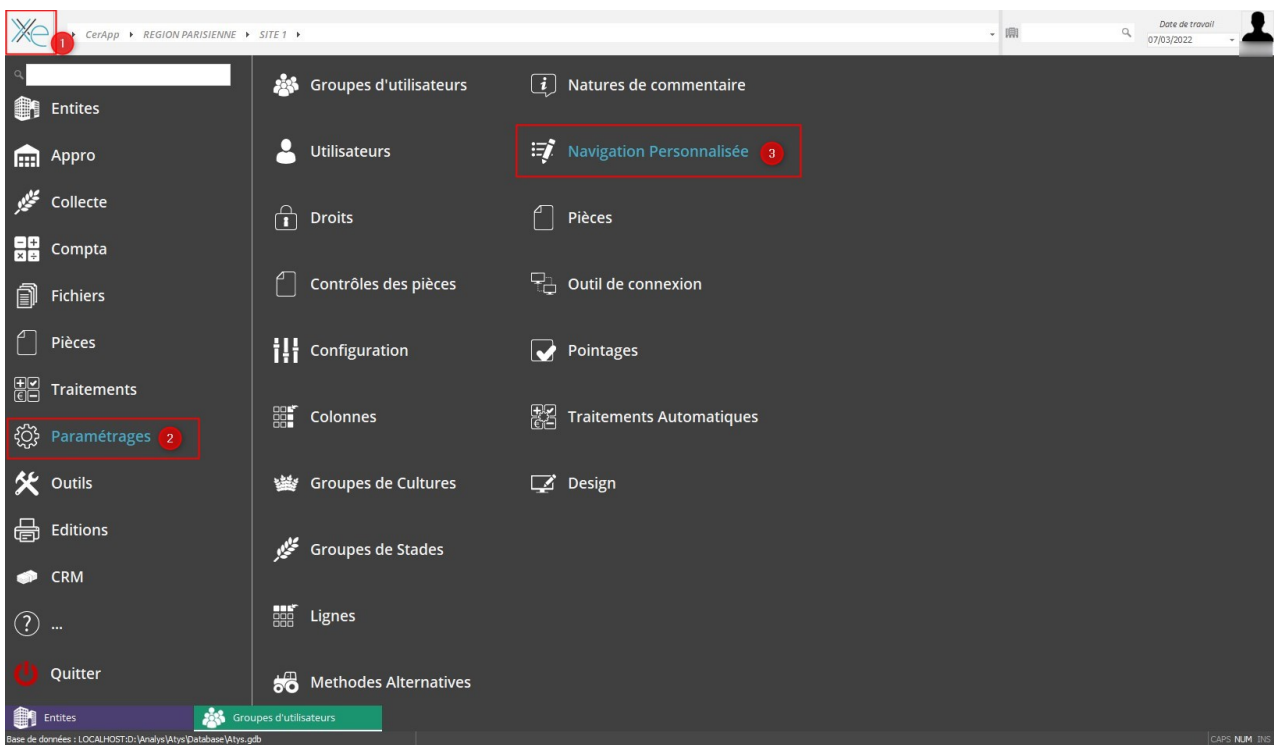 Xe
1
CerApp REGION PARISIENNE SITE 1
Date de travail
07/03/2022
Entites
Appro
Collecte
Compta
Fichiers
Pièces
Traitements
Paramétrages 2
Outils
Editions
CRM
...
Quitter
Groupes d'utilisateurs
Utilisateurs
Droits
Contrôles des pièces
Configuration
Colonnes
Groupes de Cultures
Groupes de Stades
Lignes
Methodes Alternatives
Natures de commentaire
Navigation Personnalisée 3
Pièces
Outil de connexion
Pointages
Traitements Automatiques
Design
Entites
Groupes d'utilisateurs
Base de données : LOCALHOST:D:\Analys\Atys\Database\Atys.gdb
CAPS NUM INS